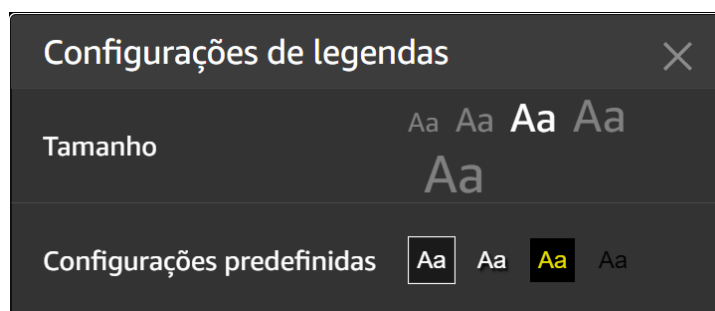 Configurações de legendas
Tamanho
Aa Aa Aa Aa
Aa
Configurações predefinidas Aa Aa Aa Aa